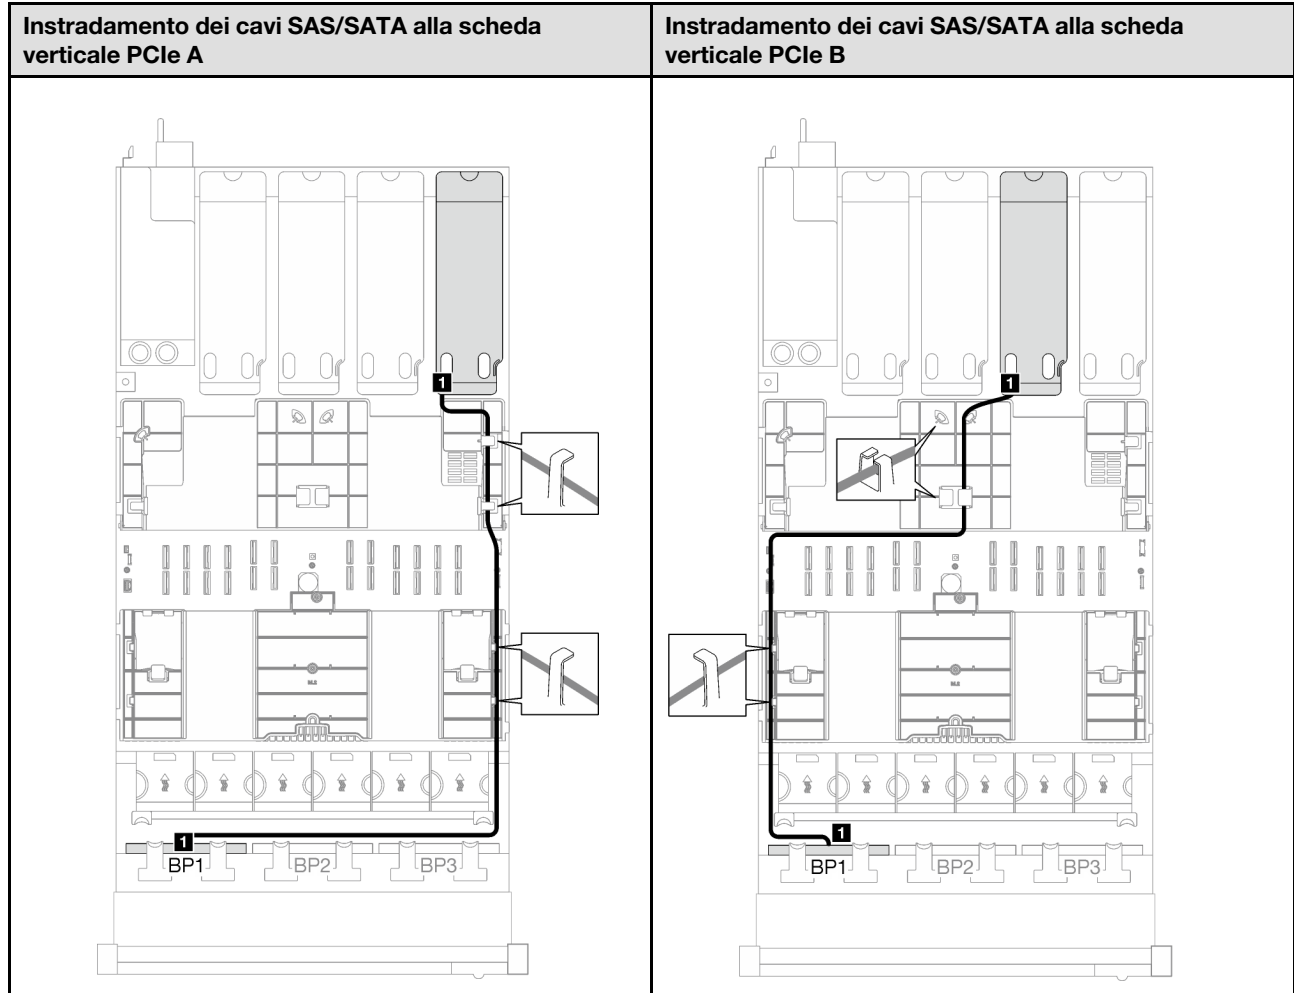 Instradamento dei cavi SAS/SATA alla scheda
verticale PCIe A
Instradamento dei cavi SAS/SATA alla scheda
verticale PCIe B
1
1
BP1
BP2
BP3
1
1
BP1
BP2
BP3